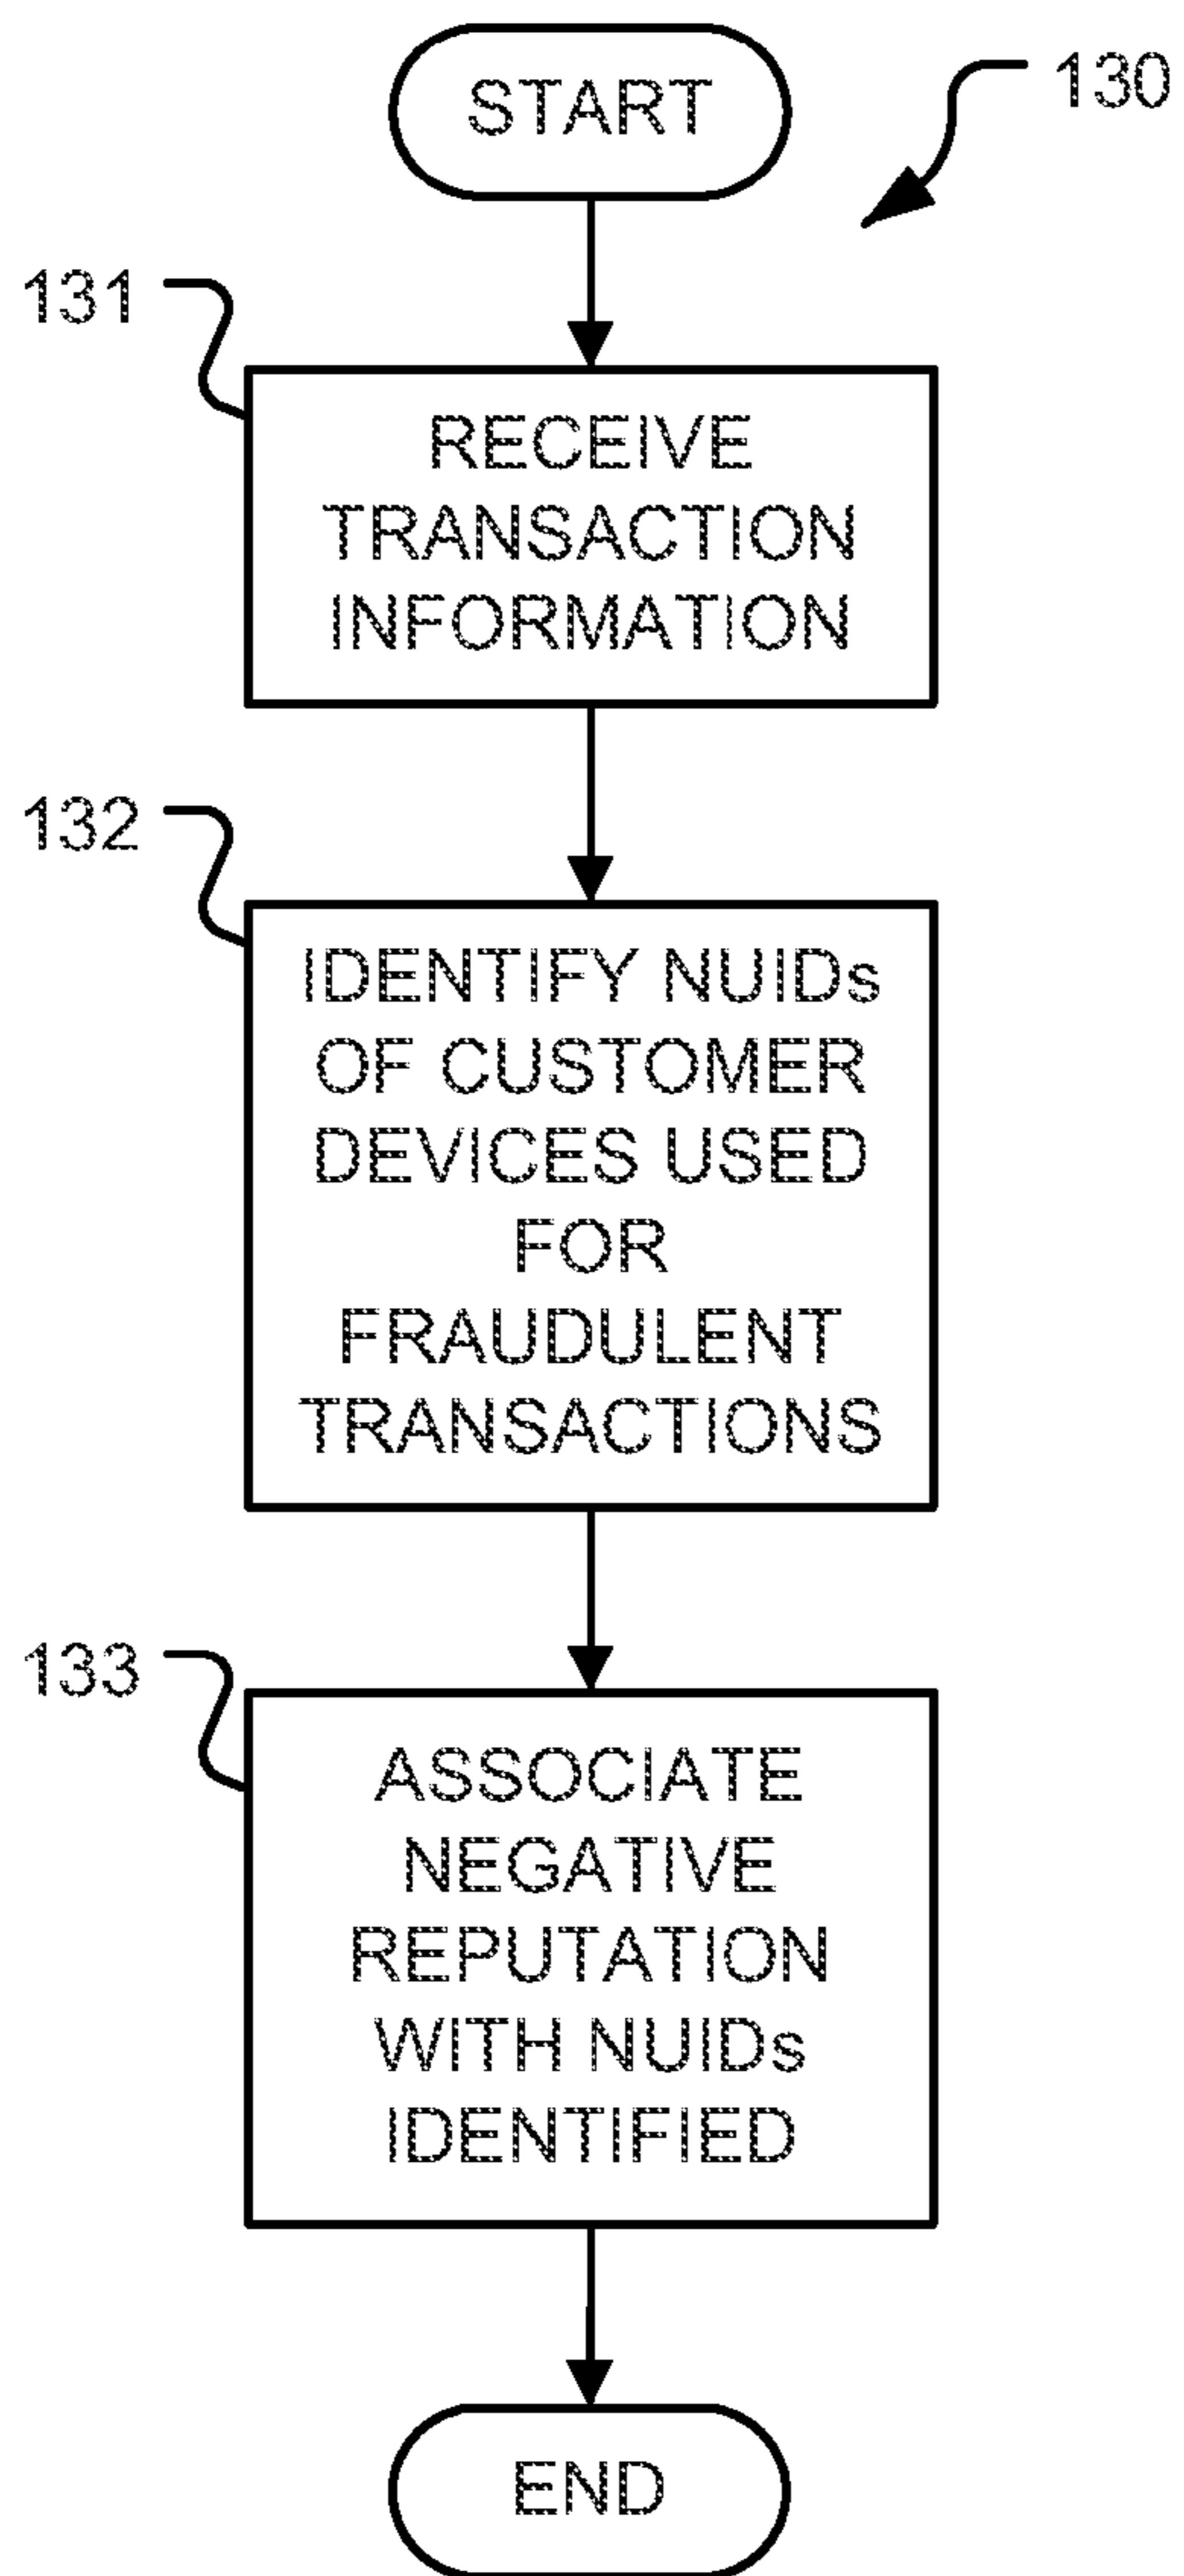 START
130
131
RECEIVE
TRANSACTION
INFORMATION
132
IDENTIFY NUIDs
OF CUSTOMER
DEVICES USED
FOR
FRAUDULENT
TRANSACTIONS
133
ASSOCIATE
NEGATIVE
REPUTATION
WITH NUIDs
IDENTIFIED
END